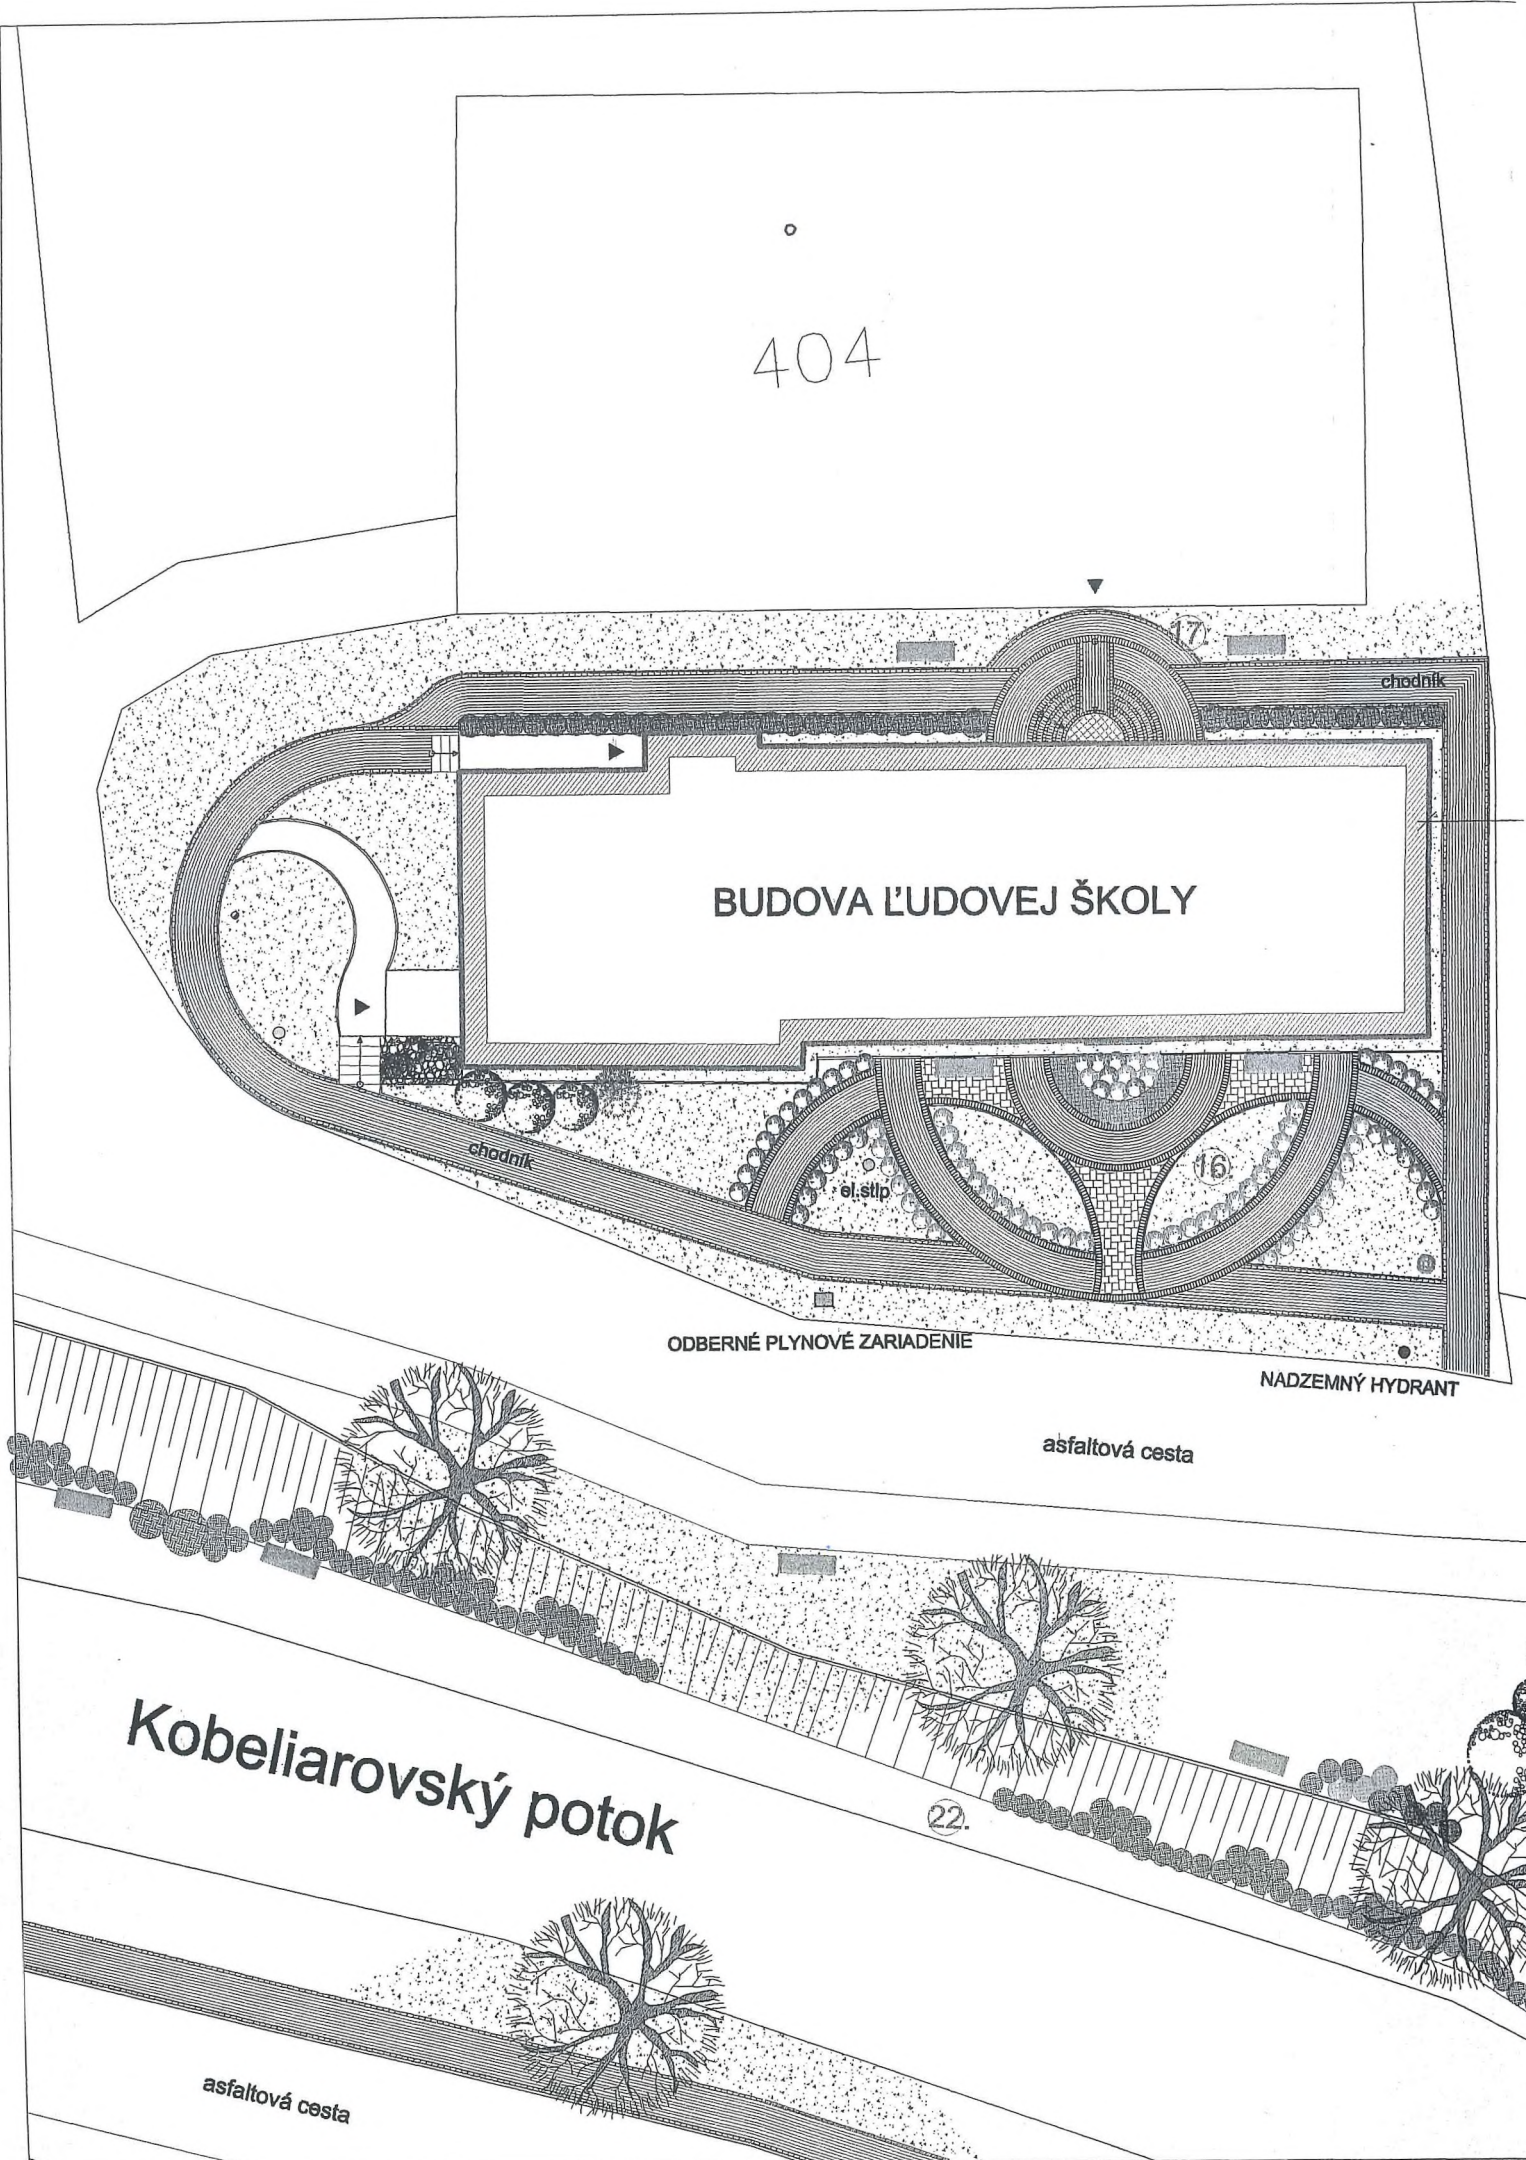 404
17.
chodník
BUDOVA ĽUDOVEJ ŠKOLY
chodník
16
el.stlp
ODBERNÉ PLYNOVÉ ZARIADENIE
NADZEMNÝ HYDRANT
asfaltová cesta
Kobeliarovský potok
22.
asfaltová cesta